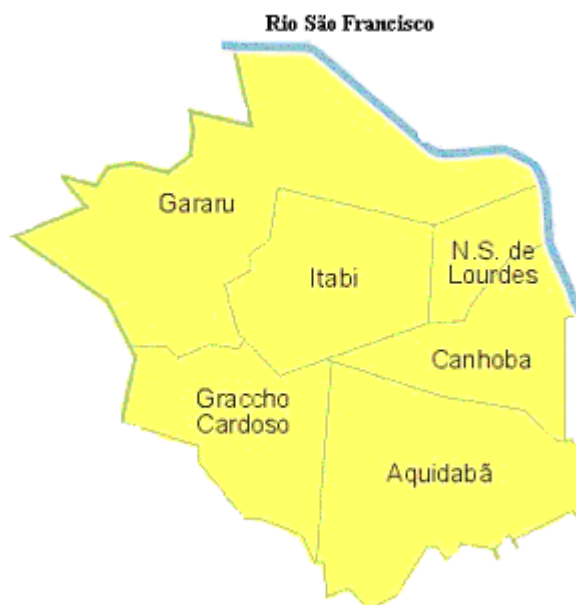 Rio São Francisco
Gararu
N.S. de
Lourdes
Itabi
Canhoba
Graccho
Cardoso
Aquidabã